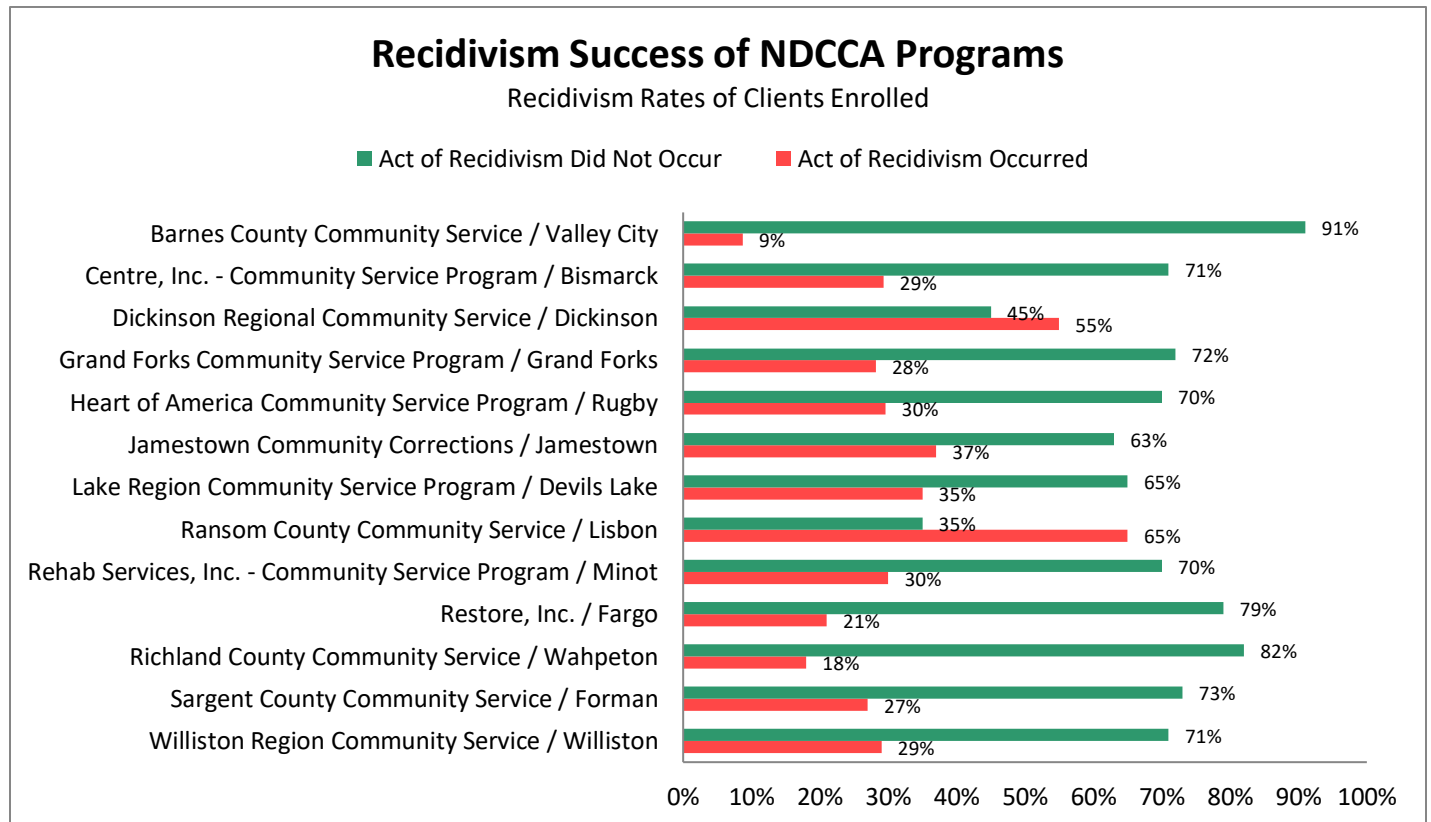 Recidivism Success of NDCCA Programs
Recidivism Rates of Clients Enrolled
Act of Recidivism Did Not Occur Act of Recidivism Occurred
Barnes County Community Service / Valley City 91%
9%
Centre, Inc. - Community Service Program / Bismarck 71%
29%
Dickinson Regional Community Service / Dickinson 45%
55%
Grand Forks Community Service Program / Grand Forks 72%
28%
Heart of America Community Service Program / Rugby 70%
30%
Jamestown Community Corrections / Jamestown 63%
37%
Lake Region Community Service Program / Devils Lake 65%
35%
Ransom County Community Service / Lisbon 35%
65%
Rehab Services, Inc. - Community Service Program / Minot 70%
30%
Restore, Inc. / Fargo 79%
21%
Richland County Community Service / Wahpeton 82%
18%
Sargent County Community Service / Forman 73%
27%
Williston Region Community Service / Williston 71%
29%
0% 10% 20% 30% 40% 50% 60% 70% 80% 90% 100%